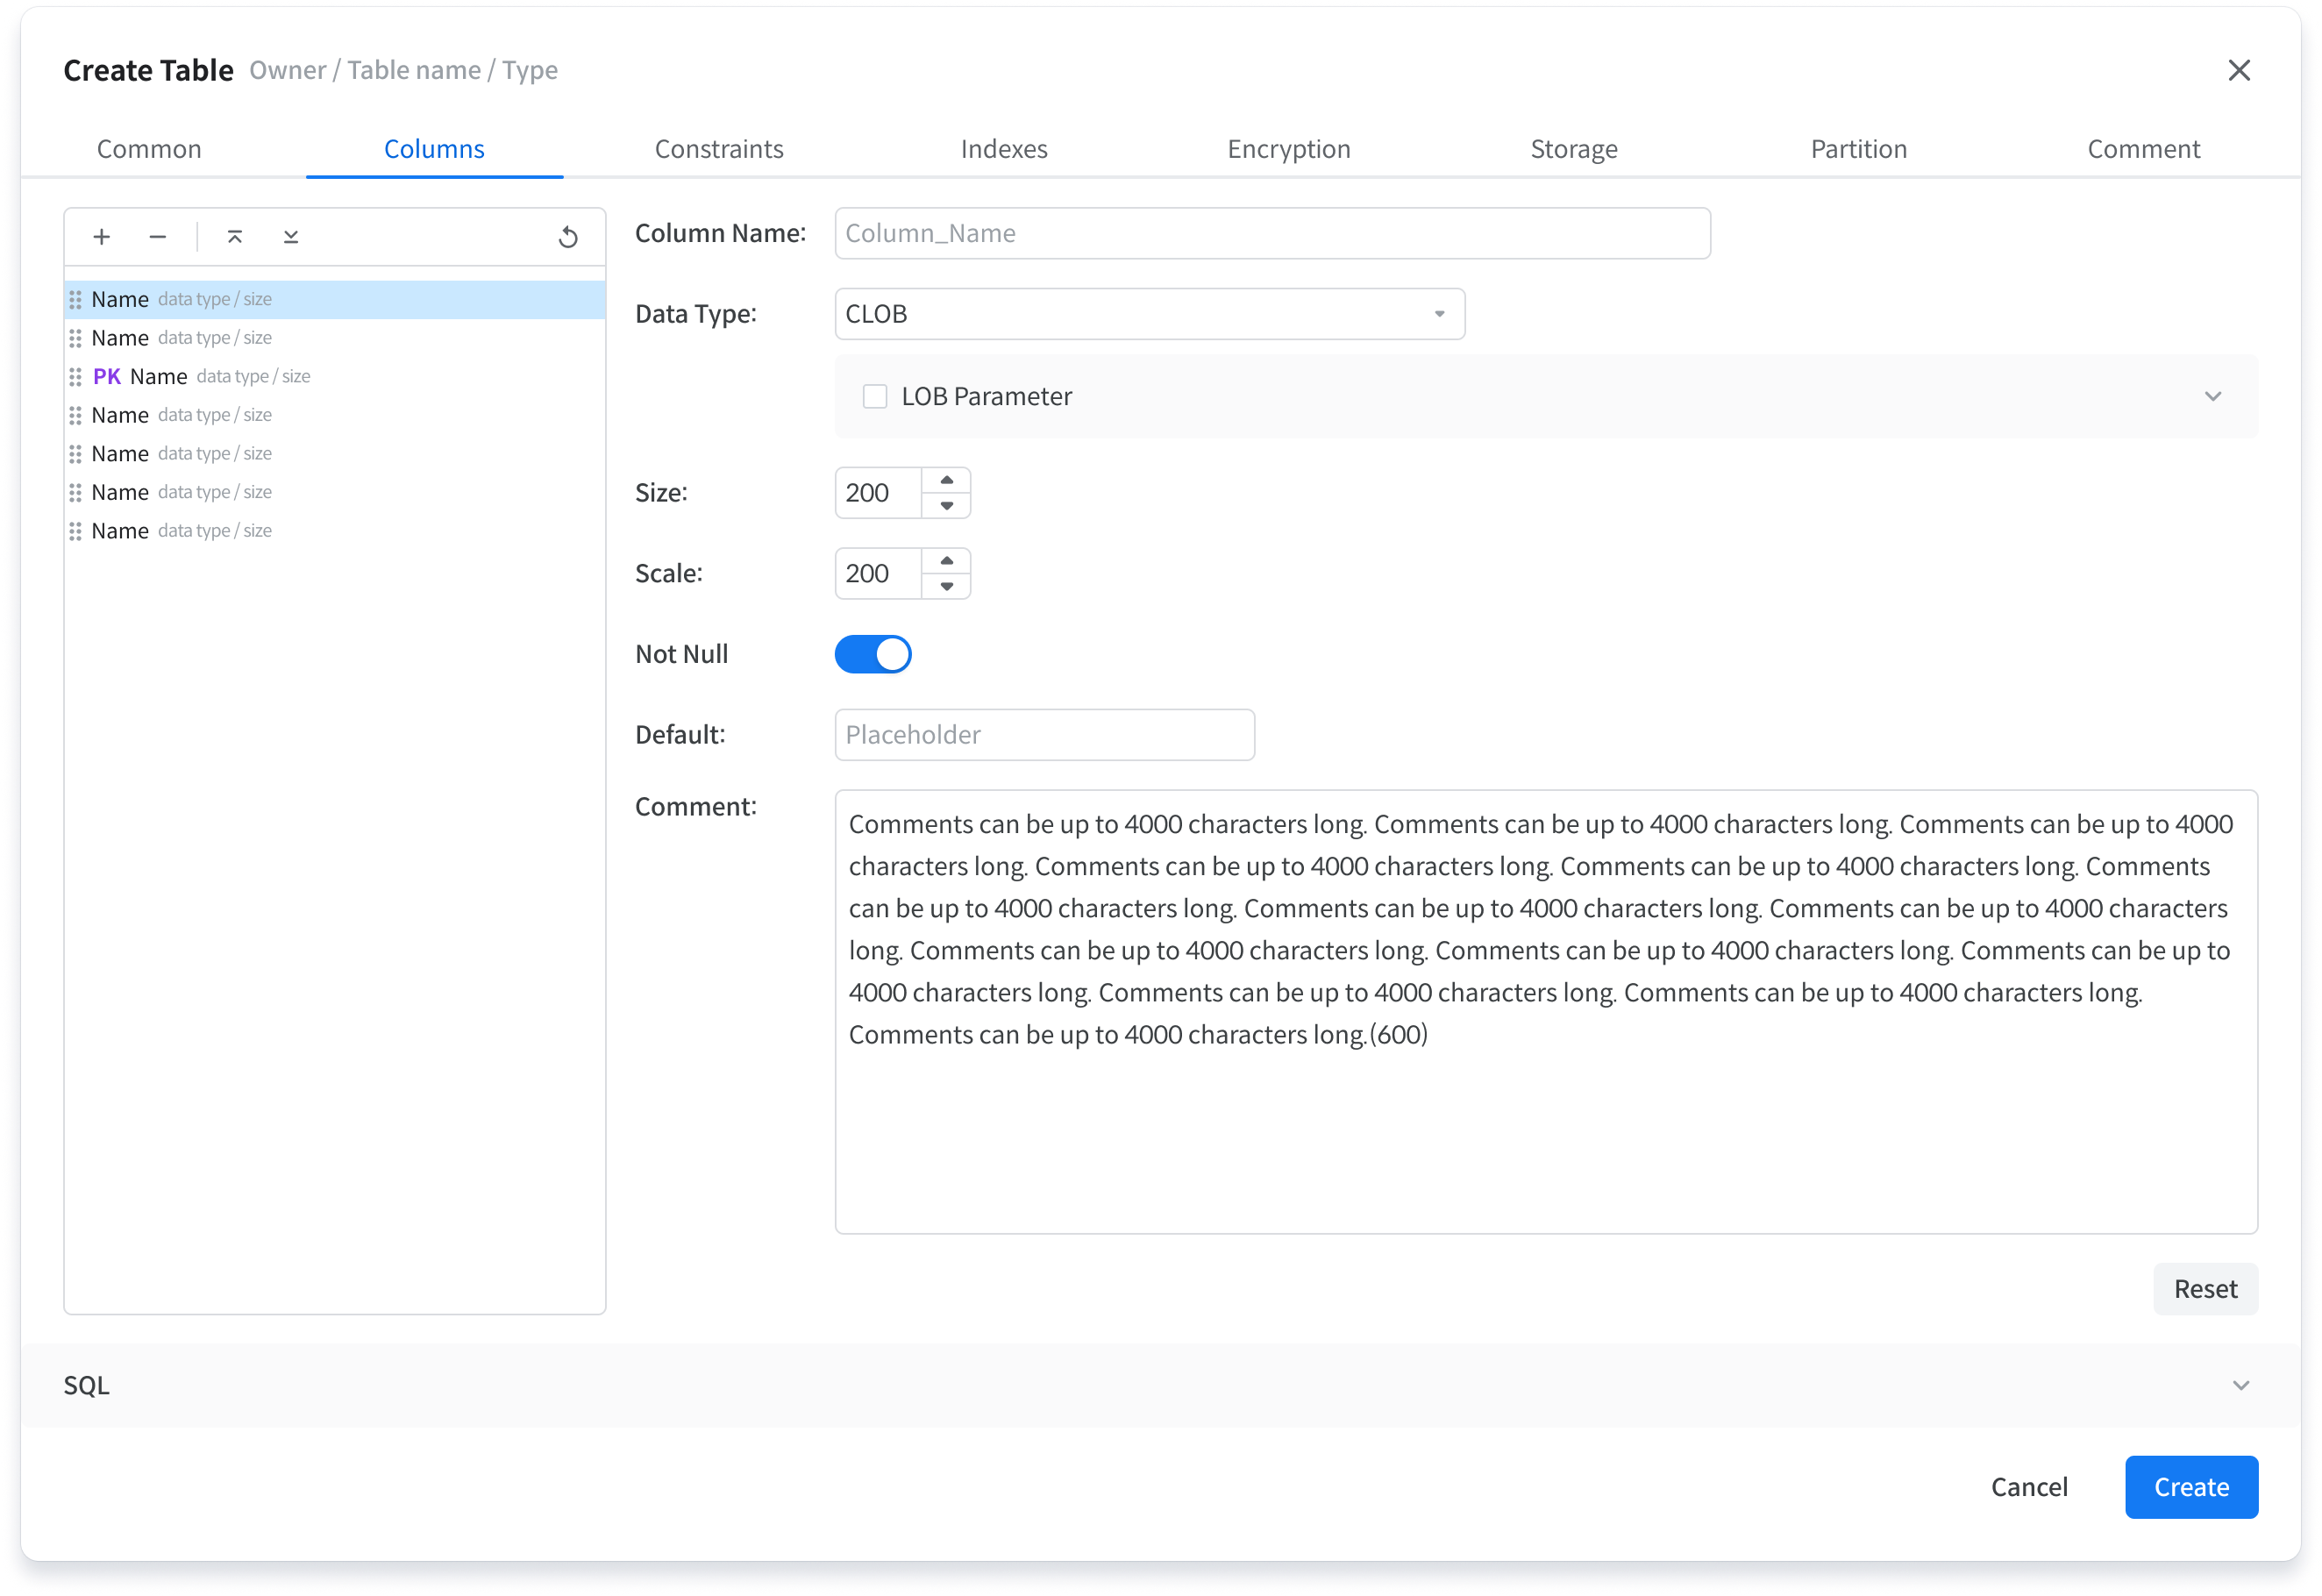 Create Table Owner / Table name / Type
Common Columns Constraints Indexes Encryption Storage Partition Comment
Name data type / size
Name data type / size
PK Name data type / size
Name data type / size
Name data type / size
Name data type / size
Name data type / size
Column Name: Column_Name
Data Type: CLOB
LOB Parameter
Size: 200
Scale: 200
Not Null
Default: Placeholder
Comment:
Comments can be up to 4000 characters long. Comments can be up to 4000 characters long. Comments can be up to 4000
characters long. Comments can be up to 4000 characters long. Comments can be up to 4000 characters long. Comments
can be up to 4000 characters long. Comments can be up to 4000 characters long. Comments can be up to 4000 characters
long. Comments can be up to 4000 characters long. Comments can be up to 4000 characters long. Comments can be up to
4000 characters long. Comments can be up to 4000 characters long. Comments can be up to 4000 characters long.
Comments can be up to 4000 characters long.(600)
Reset
SQL
Cancel Create